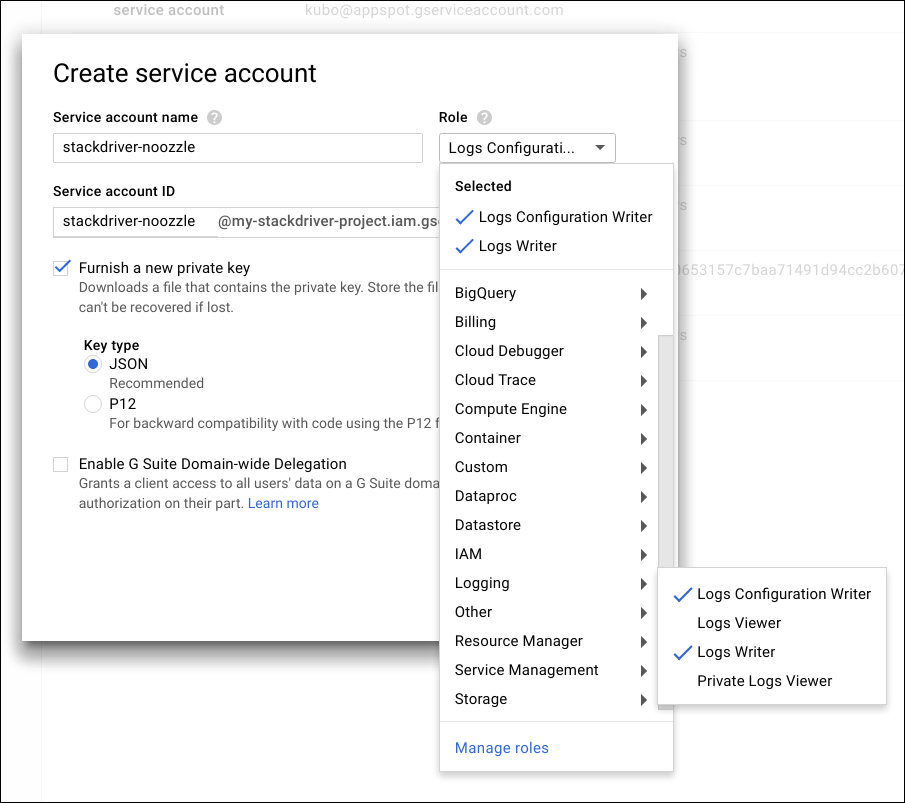 service account kubo@appspot.gserviceaccount.com
Create service account
Service account name
Role
stackdriver-noozzle
Logs Configurati...
Service account ID
stackdriver-noozzle @my-stackdriver-project.iam.gs
Furnish a new private key
Downloads a file that contains the private key. Store the fil
can't be recovered if lost.
Key type
JSON
Recommended
P12
For backward compatibility with code using the P12 f
Enable G Suite Domain-wide Delegation
Grants a client access to all users' data on a G Suite doma
authorization on their part. Learn more
Selected
Logs Configuration Writer
Logs Writer
BigQuery
Billing
Cloud Debugger
Cloud Trace
Compute Engine
Container
Custom
Dataproc
Datastore
IAM
Logging
Other
Resource Manager
Service Management
Storage
Manage roles
Logs Configuration Writer
Logs Viewer
Logs Writer
Private Logs Viewer
653157c7baa71491d94cc2b607